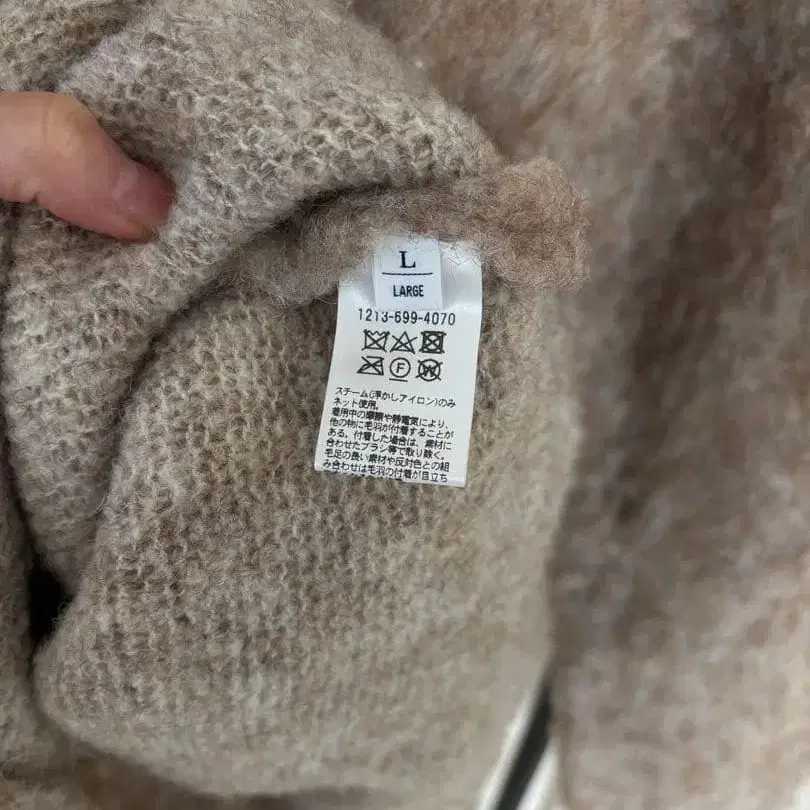 L
LARGE
1213-699-4070
F
W
スチーム(浮かしアイロン)のみ
ネット使用。
着用中の摩擦や静電気により、
他の物に毛羽が付着することが
ある。付着した場合は、素材に
合わせたブラシ等で取り除く。
毛足の長い素材や反対色との組
み合わせは毛羽の付着が目立ち